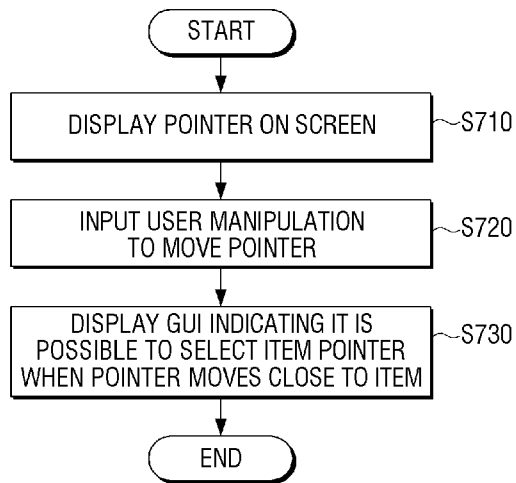 START
DISPLAY POINTER ON SCREEN
S710
INPUT USER MANIPULATION
TO MOVE POINTER
S720
DISPLAY GUI INDICATING IT IS
POSSIBLE TO SELECT ITEM POINTER
WHEN POINTER MOVES CLOSE TO ITEM
S730
END